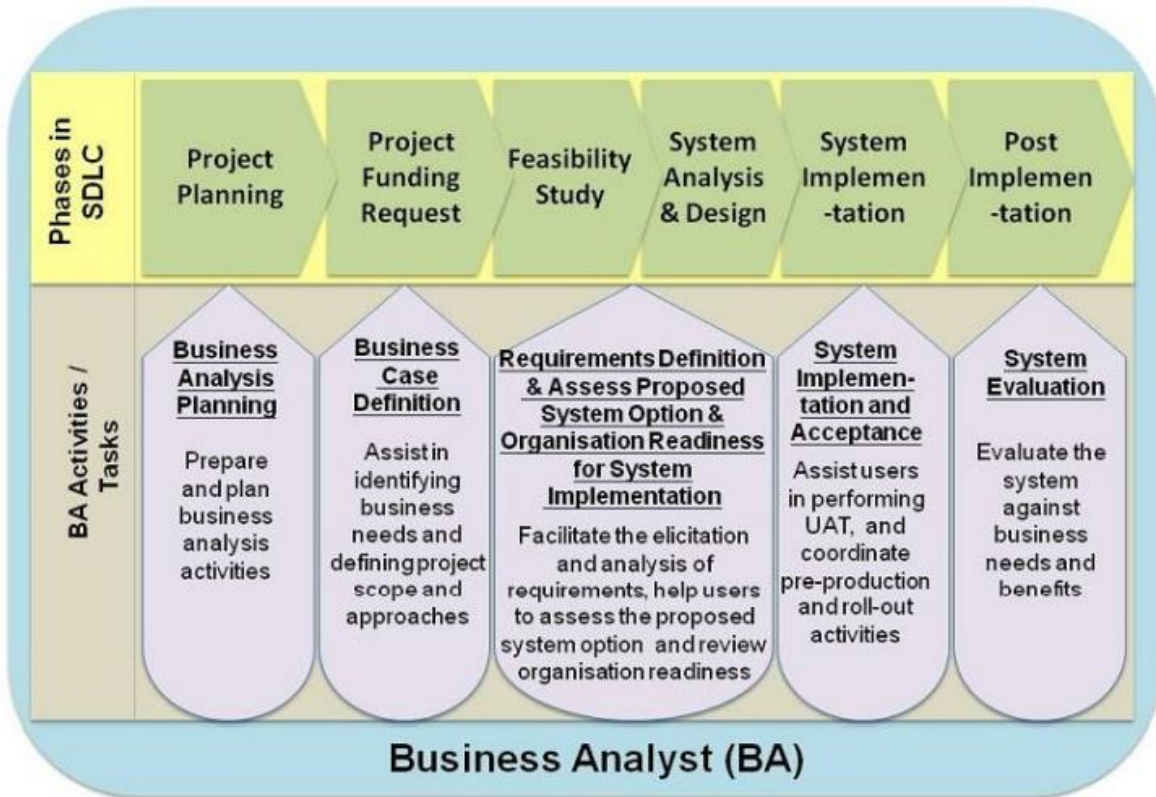 Phases in
SDLC
Project
Planning
Project
Funding
Request
Feasibility
Study
System
Analysis
& Design
System
Implemen
-tation
Post
Implemen
-tation
BA Activities /
Tasks
Business
Analysis
Planning
Prepare
and plan
business
analysis
activities
Business
Case
Definition
Assist in
identifying
business
needs and
defining project
scope and
approaches
Requirements Definition
& Assess Proposed
System Option &
Organisation Readiness
for System
Implementation
Facilitate the elicitation
and analysis of
requirements, help users
to assess the proposed
system option and review
organisation readiness
System
Implemen-
tation and
Acceptance
Assist users
in performing
UAT, and
coordinate
pre-production
and roll-out
activities
System
Evaluation
Evaluate the
system
against
business
needs and
benefits
Business Analyst (BA)